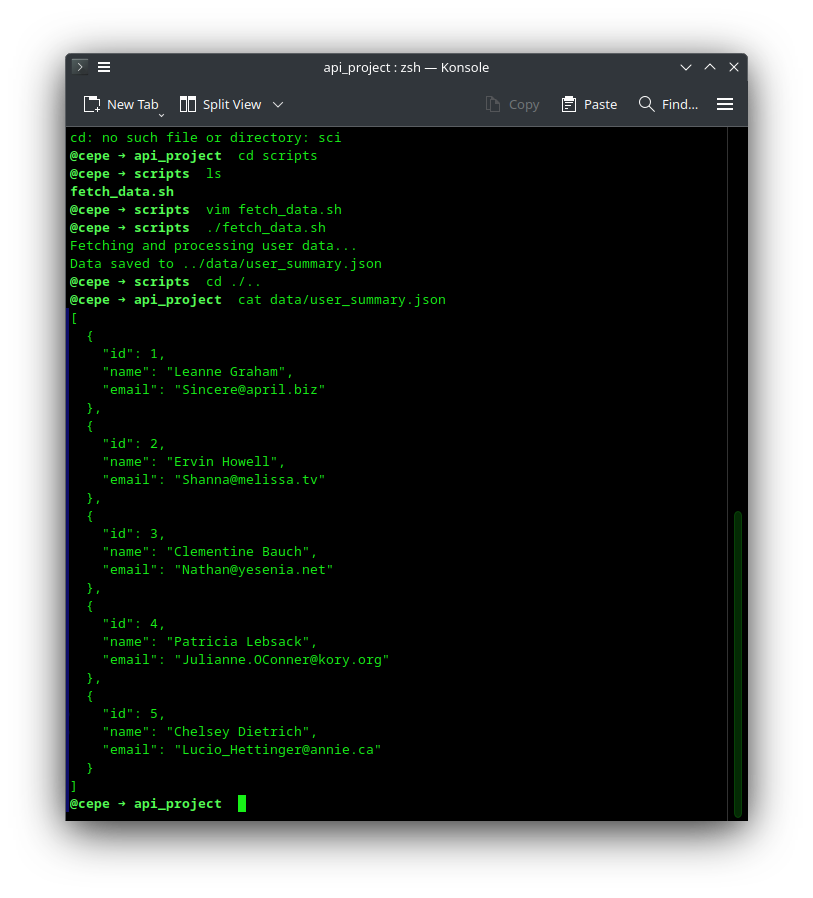 api_project : zsh — Konsole
New Tab Split View Copy Paste Find...
cd: no such file or directory: sci
@cepe → api_project  cd scripts
@cepe → scripts  ls
fetch_data.sh
@cepe → scripts  vim fetch_data.sh
@cepe → scripts  ./fetch_data.sh
Fetching and processing user data...
Data saved to ../data/user_summary.json
@cepe → scripts  cd ./..
@cepe → api_project  cat data/user_summary.json
[
  {
    "id": 1,
    "name": "Leanne Graham",
    "email": "Sincere@april.biz"
  },
  {
    "id": 2,
    "name": "Ervin Howell",
    "email": "Shanna@melissa.tv"
  },
  {
    "id": 3,
    "name": "Clementine Bauch",
    "email": "Nathan@yesenia.net"
  },
  {
    "id": 4,
    "name": "Patricia Lebsack",
    "email": "Julianne.OConner@kory.org"
  },
  {
    "id": 5,
    "name": "Chelsey Dietrich",
    "email": "Lucio_Hettinger@annie.ca"
  }
]
@cepe → api_project